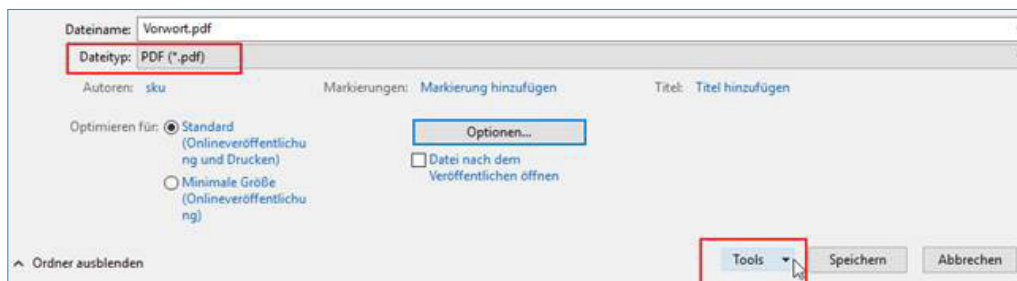 Dateiname: Vorwort.pdf
Dateityp: PDF (*.pdf)
Autoren: sku Markierungen: Markierung hinzufügen Titel: Titel hinzufügen
Optimieren für: Standard
(Onlineveröffentlichu
ng und Drucken)
Minimale Größe
(Onlineveröffentlichu
ng)
Optionen...
Datei nach dem
Veröffentlichen öffnen
Ordner ausblenden Tools Speichern Abbrechen